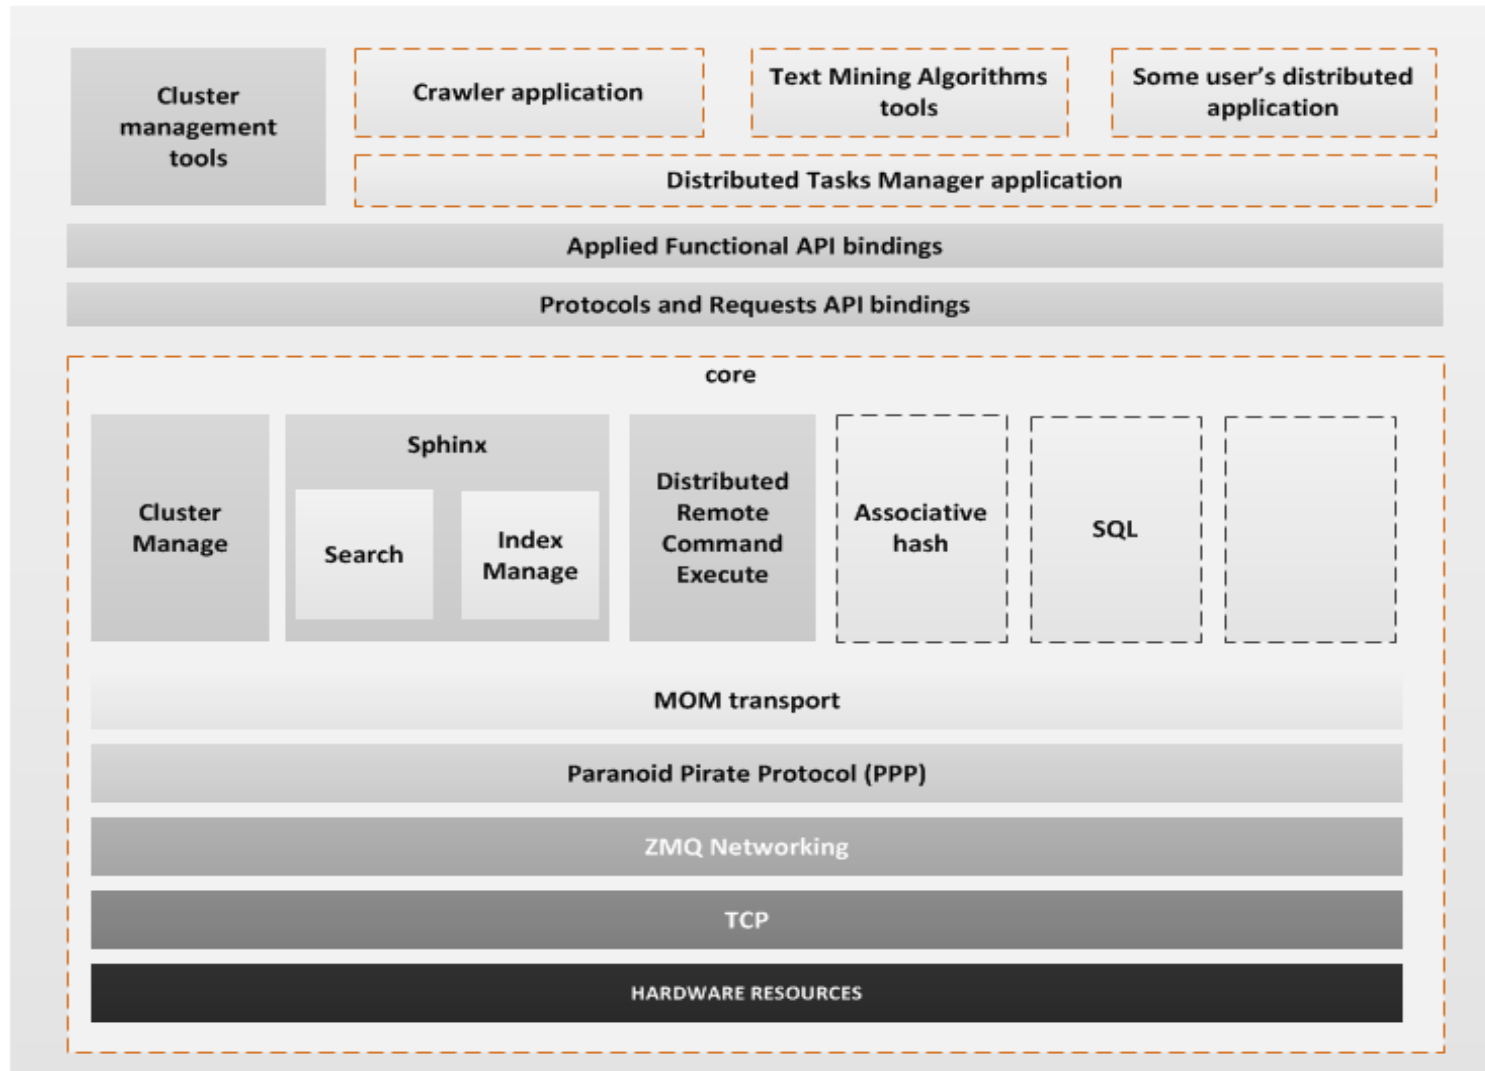 Cluster
management
tools
Crawler application
Text Mining Algorithms
tools
Some user's distributed
application
Distributed Tasks Manager application
Applied Functional API bindings
Protocols and Requests API bindings
core
Cluster
Manage
Sphinx
Search
Index
Manage
Distributed
Remote
Command
Execute
Associative
hash
SQL
MOM transport
Paranoid Pirate Protocol (PPP)
ZMQ Networking
TCP
HARDWARE RESOURCES